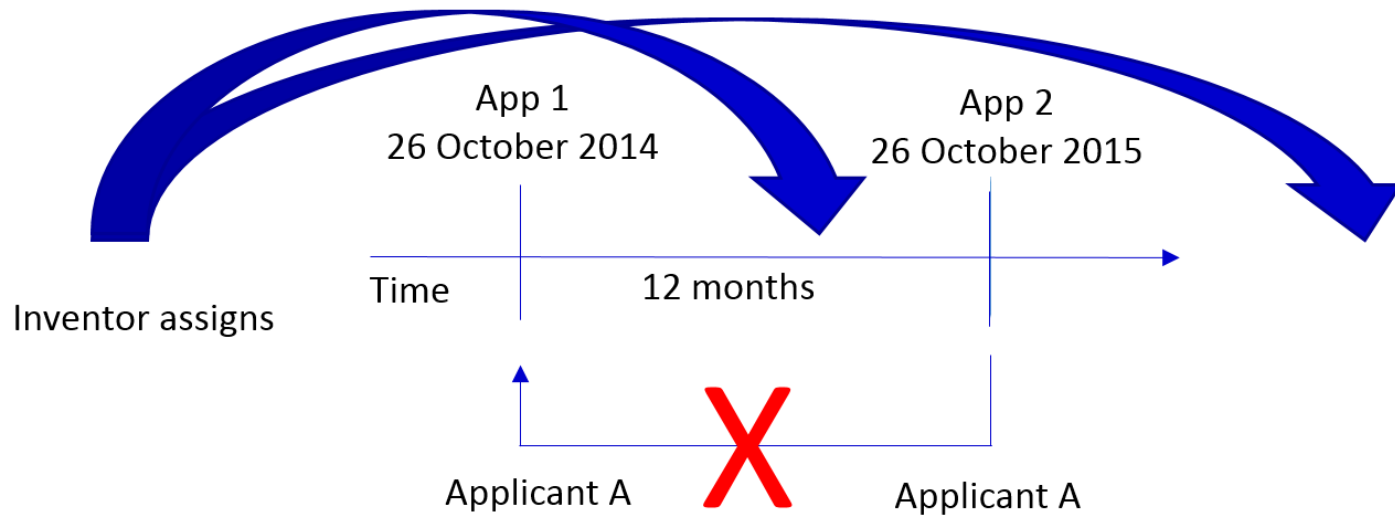 App 1
26 October 2014
App 2
26 October 2015
Time
12 months
Inventor assigns
X
Applicant A
Applicant A